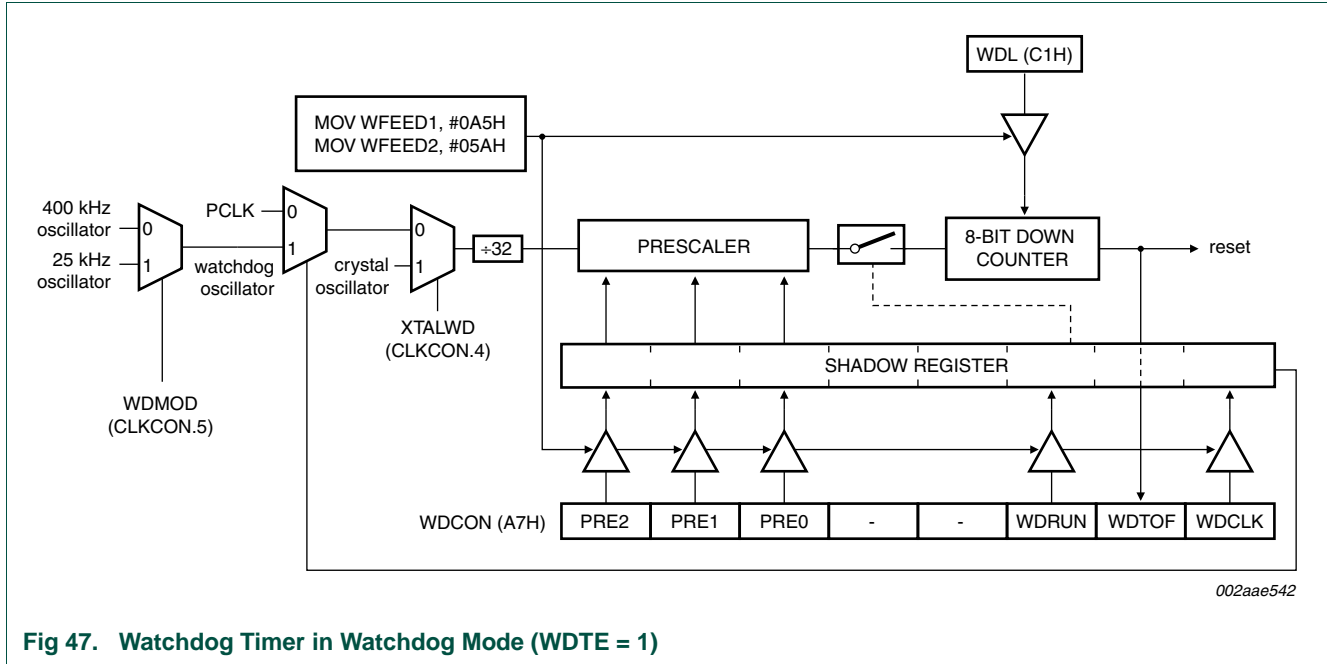 WDL (C1H)
MOV WFEED1, #0A5H
MOV WFEED2, #05AH
400 kHz
oscillator
25 kHz
oscillator
0
1
PCLK
0
1
watchdog
oscillator
0
1
crystal
oscillator
÷32
PRESCALER
8-BIT DOWN
COUNTER
reset
XTALWD
(CLKCON.4)
WDMOD
(CLKCON.5)
SHADOW REGISTER
WDCON (A7H)
PRE2
PRE1
PRE0
-
-
WDRUN
WDTOF
WDCLK
002aae542
Fig 47. Watchdog Timer in Watchdog Mode (WDTE = 1)